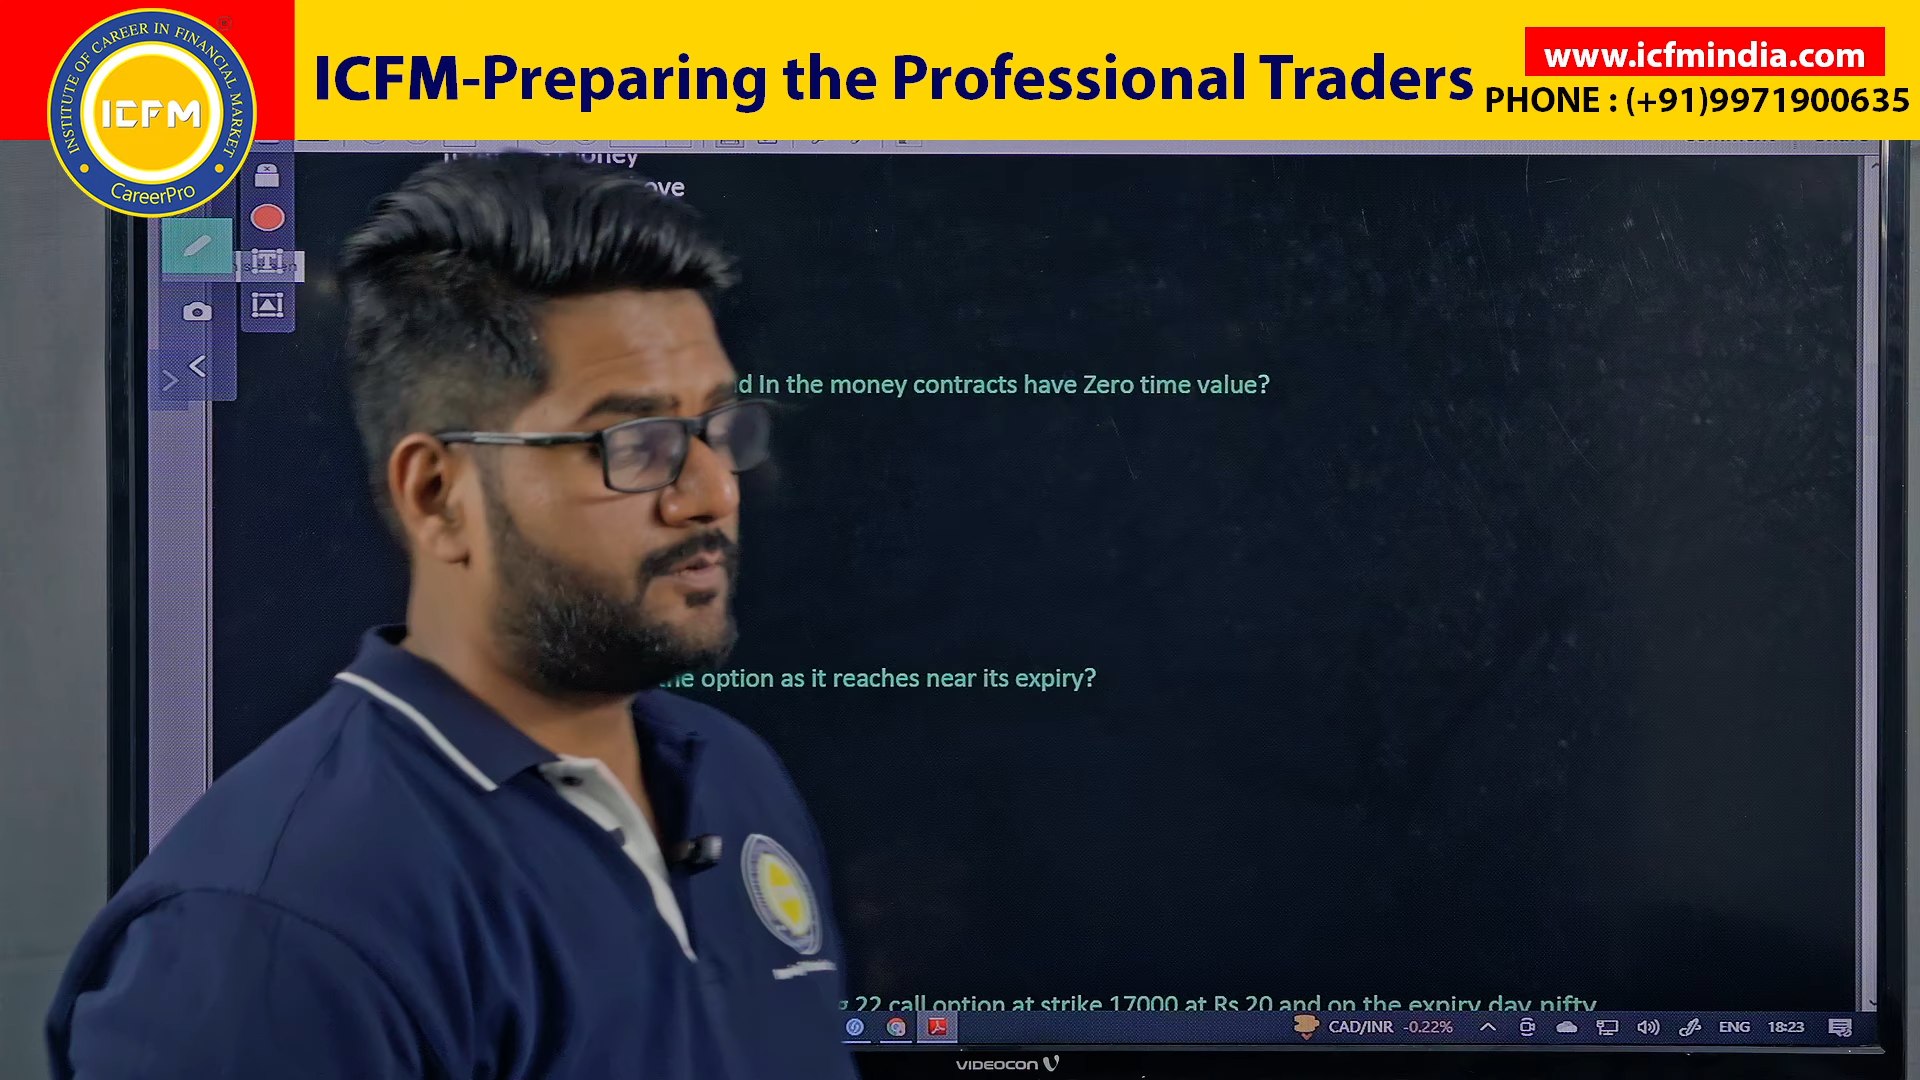 INSTITUTE OF CAREER IN FINANCIAL MARKET
ICFM
CareerPro
ICFM-Preparing the Professional Traders
www.icfmindia.com
PHONE : (+91)9971900635
In the money contracts have Zero time value?
option as it reaches near its expiry?
22 call option at strike 17000 at Rs 20 and on the expiry day nifty
CAD/INR -0.22%
ENG
18:23
VIDEOCON